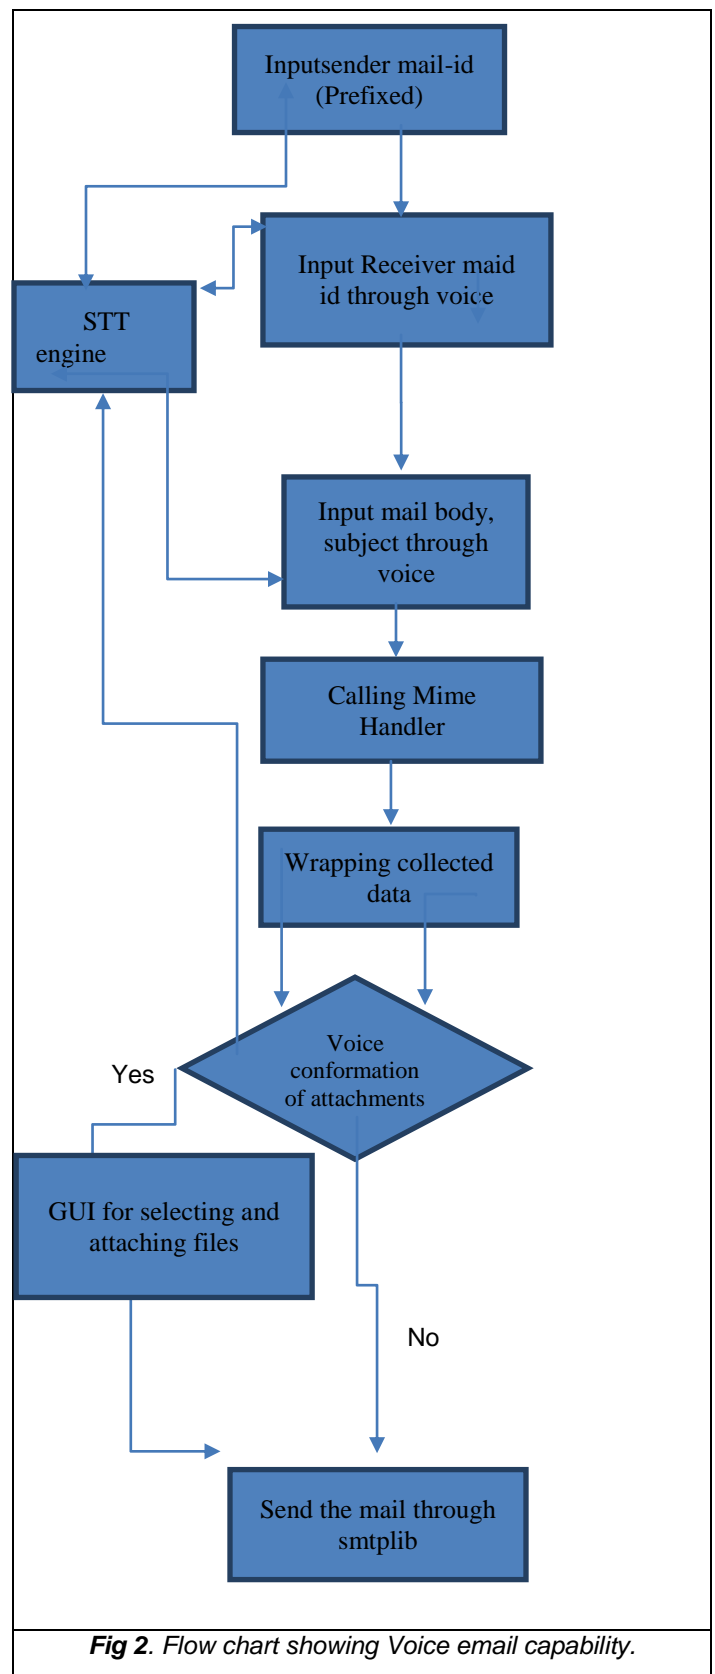 Inputsender mail-id
(Prefixed)
Input Receiver maid
id through voice
STT
engine
Input mail body,
subject through
voice
Calling Mime
Handler
Wrapping collected
data
Voice
conformation
of attachments
Yes
GUI for selecting and
attaching files
No
Send the mail through
smtplib
Fig 2. Flow chart showing Voice email capability.